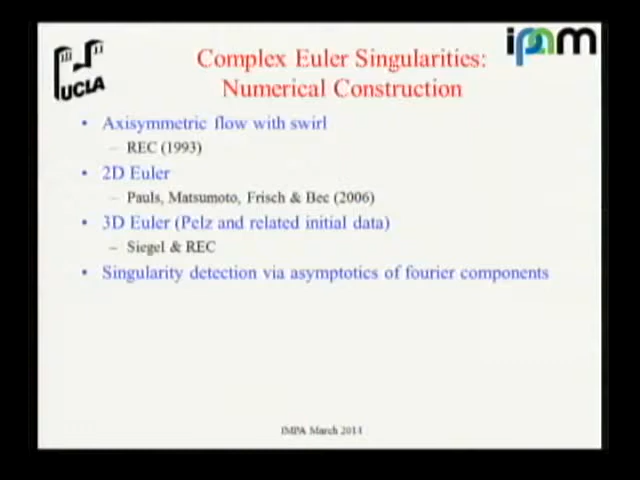 UCLA
ipam
Complex Euler Singularities:
Numerical Construction
• Axisymmetric flow with swirl
– REC (1993)
• 2D Euler
– Pauls, Matsumoto, Frisch & Bec (2006)
• 3D Euler (Pelz and related initial data)
– Siegel & REC
• Singularity detection via asymptotics of fourier components
IMPA March 2011